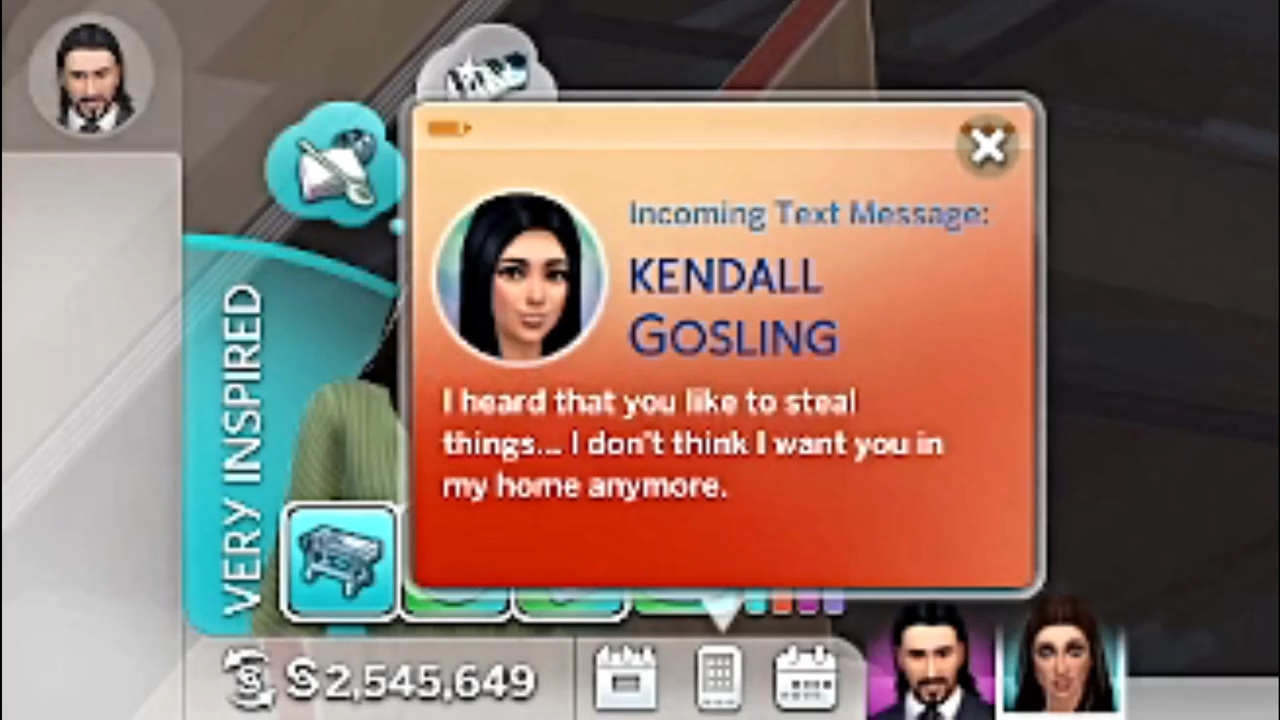 Incoming Text Message:
KENDALL
GOSLING
I heard that you like to steal
things... I don't think I want you in
my home anymore.
VERY INSPIRED
§2,545,649